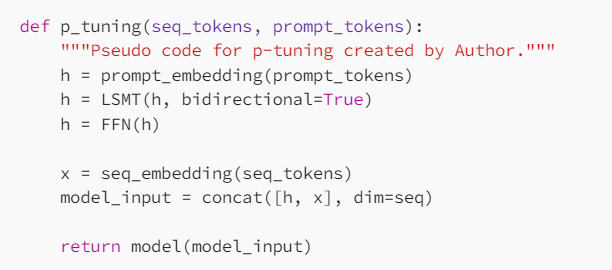 def p_tuning(seq_tokens, prompt_tokens):
    """Pseudo code for p-tuning created by Author."""
    h = prompt_embedding(prompt_tokens)
    h = LSMT(h, bidirectional=True)
    h = FFN(h)

    x = seq_embedding(seq_tokens)
    model_input = concat([h, x], dim=seq)

    return model(model_input)